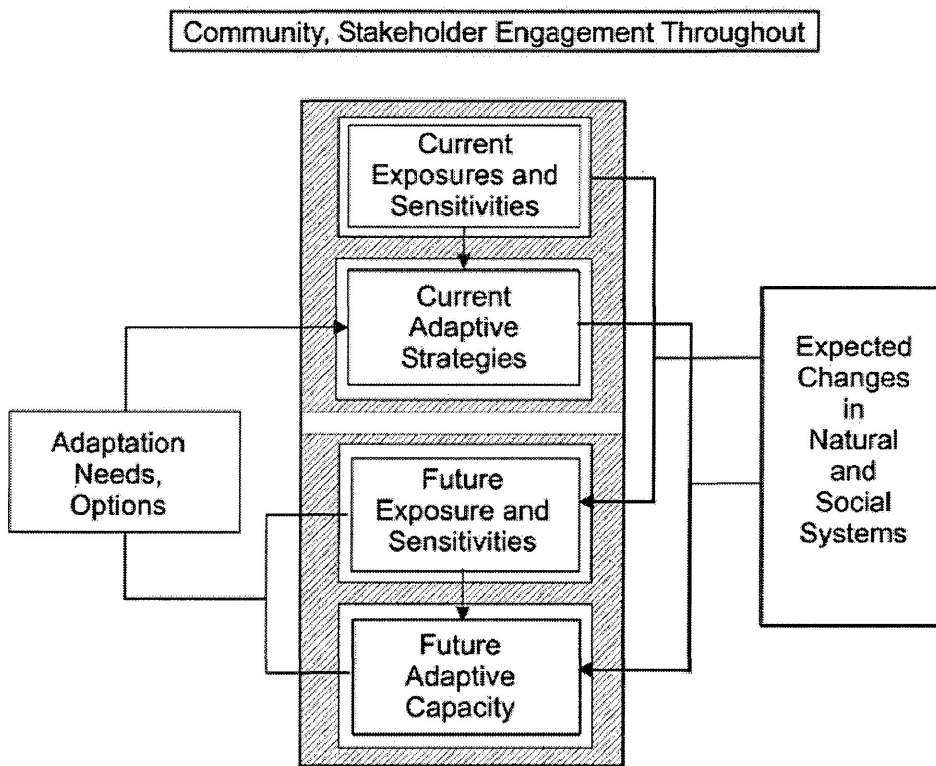 Community, Stakeholder Engagement Throughout
Current
Exposures and
Sensitivities
Current
Adaptive
Strategies
Adaptation
Needs,
Options
Future
Exposure and
Sensitivities
Future
Adaptive
Capacity
Expected
Changes
in
Natural
and
Social
Systems